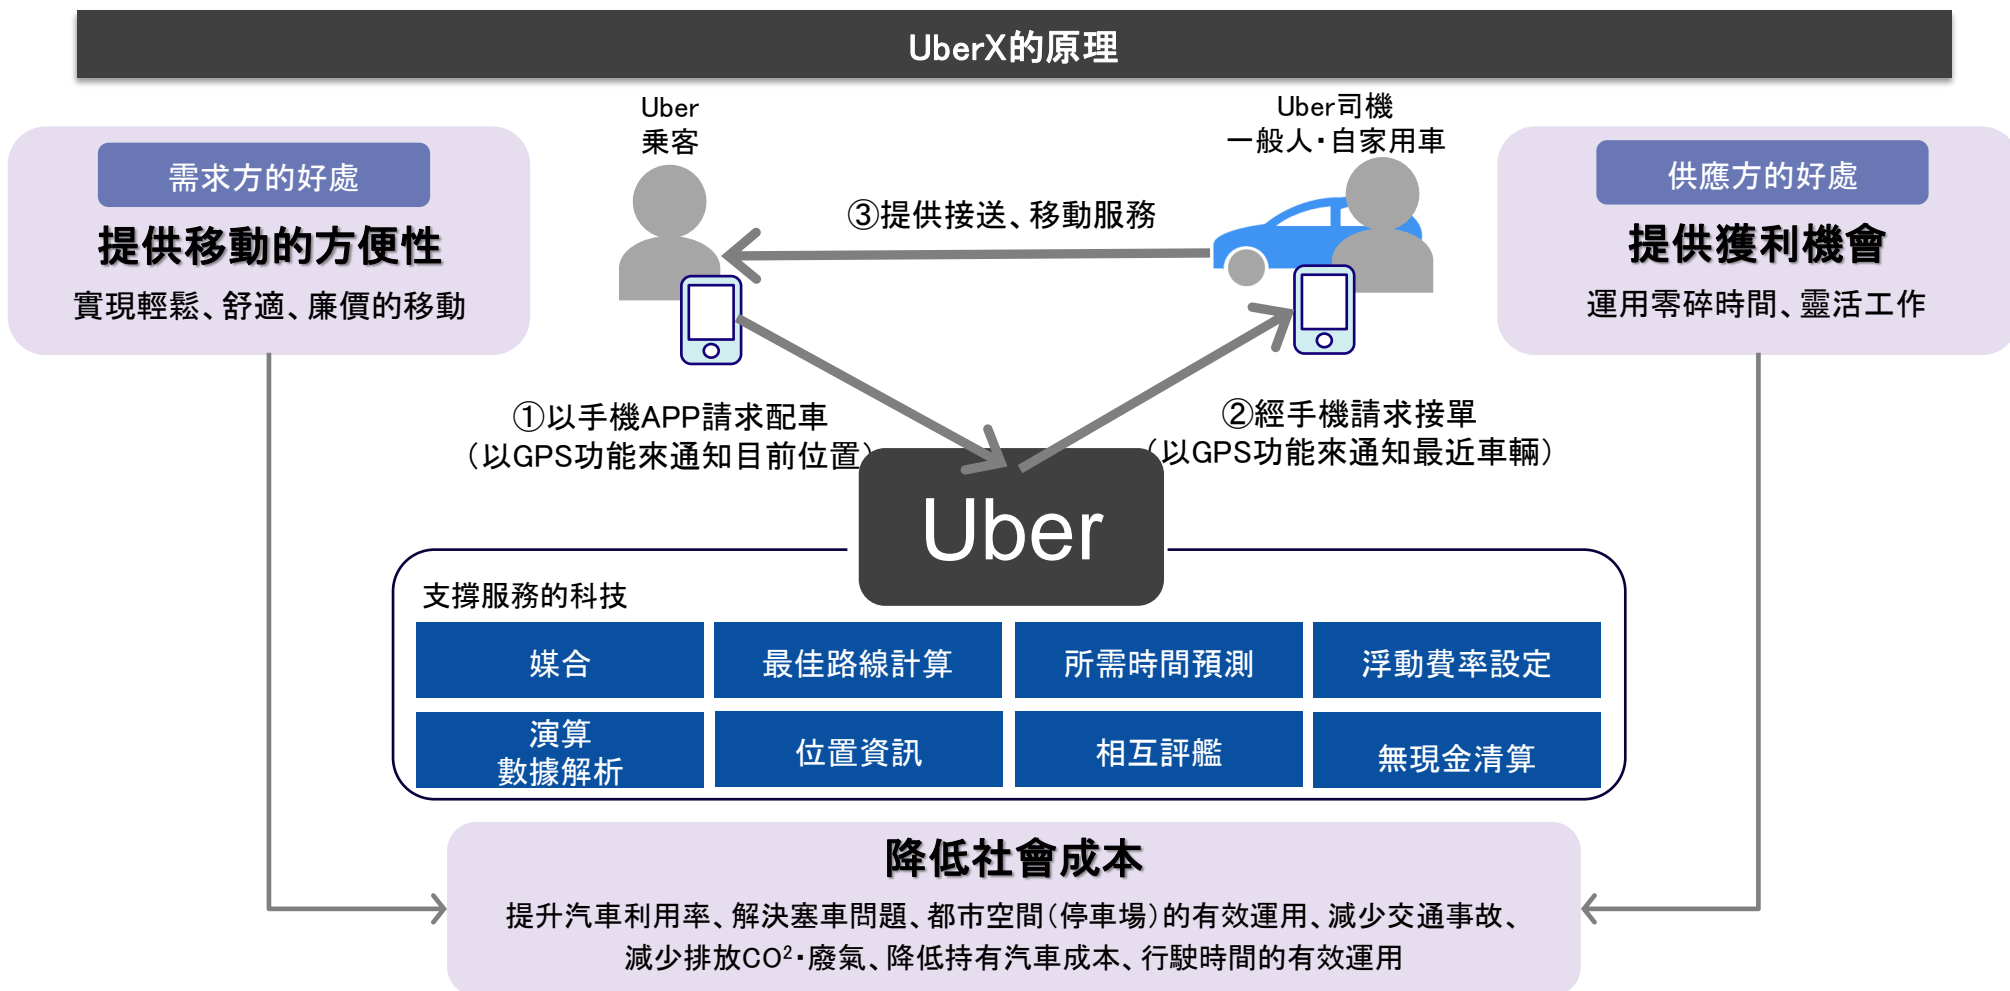 UberX的原理
Uber
乘客
Uber司機
一般人・自家用車
需求方的好處
提供移動的方便性
實現輕鬆、舒適、廉價的移動
③提供接送、移動服務
供應方的好處
提供獲利機會
運用零碎時間、靈活工作
①以手機APP請求配車
（以GPS功能來通知目前位置）
②經手機請求接單
（以GPS功能來通知最近車輛）
Uber
支撐服務的科技
媒合
最佳路線計算
所需時間預測
浮動費率設定
演算
數據解析
位置資訊
相互評鑑
無現金清算
降低社會成本
提升汽車利用率、解決塞車問題、都市空間（停車場）的有效運用、減少交通事故、
減少排放CO²・廢氣、降低持有汽車成本、行駛時間的有效運用